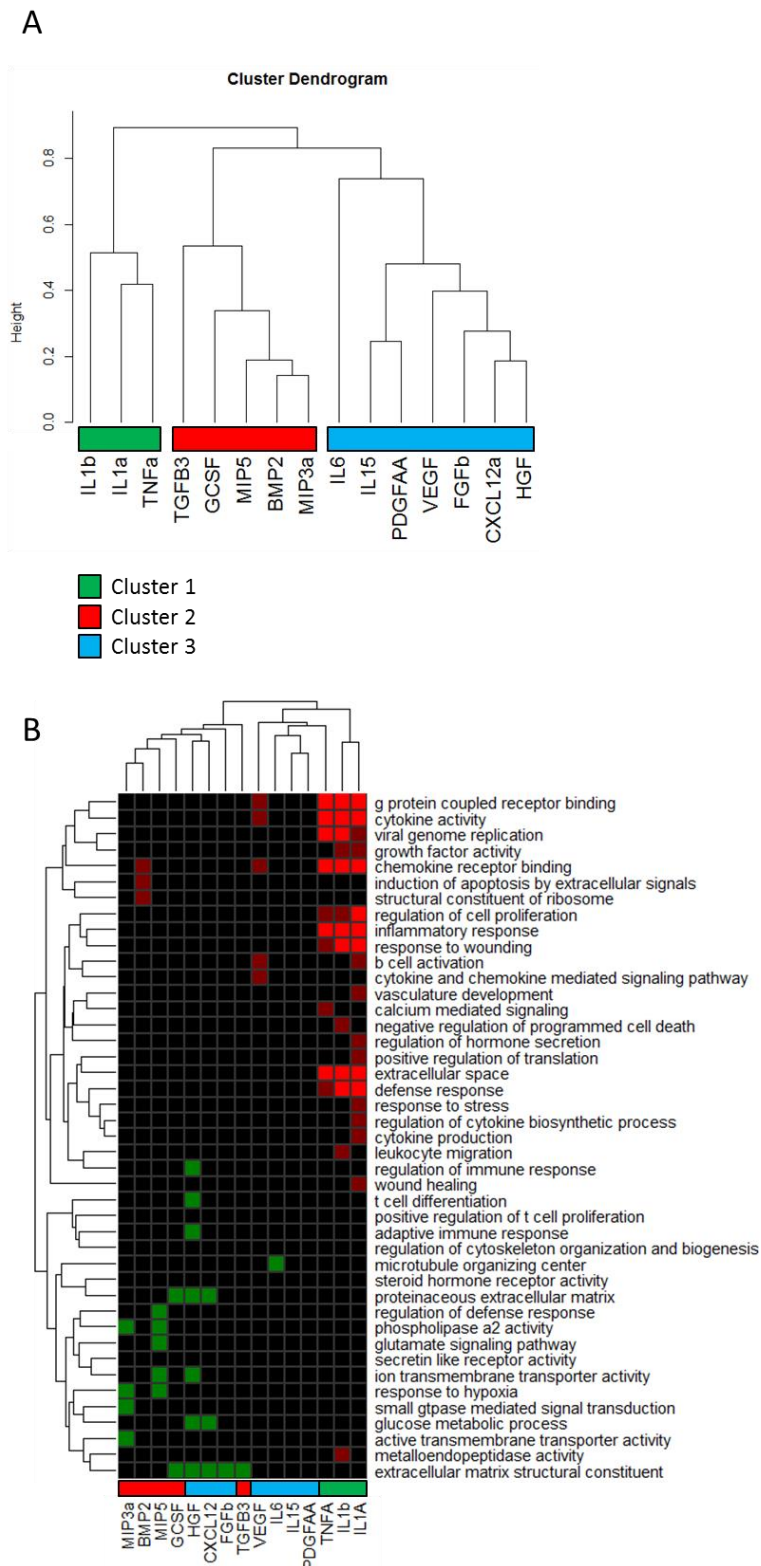 A
Cluster Dendrogram
Height
0.0
0.2
0.4
0.6
0.8
IL1b
IL1a
TNFa
TGFB3
GCSF
MIP5
BMP2
MIP3a
IL6
IL15
PDGFAA
VEGF
FGFb
CXCL12a
HGF
Cluster 1
Cluster 2
Cluster 3
B
g protein coupled receptor binding
cytokine activity
viral genome replication
growth factor activity
chemokine receptor binding
induction of apoptosis by extracellular signals
structural constituent of ribosome
regulation of cell proliferation
inflammatory response
response to wounding
b cell activation
cytokine and chemokine mediated signaling pathway
vasculature development
calcium mediated signaling
negative regulation of programmed cell death
regulation of hormone secretion
positive regulation of translation
extracellular space
defense response
response to stress
regulation of cytokine biosynthetic process
cytokine production
leukocyte migration
regulation of immune response
wound healing
t cell differentiation
positive regulation of t cell proliferation
adaptive immune response
regulation of cytoskeleton organization and biogenesis
microtubule organizing center
steroid hormone receptor activity
proteinaceous extracellular matrix
regulation of defense response
phospholipase a2 activity
glutamate signaling pathway
secretin like receptor activity
ion transmembrane transporter activity
response to hypoxia
small gtpase mediated signal transduction
glucose metabolic process
active transmembrane transporter activity
metalloendopeptidase activity
extracellular matrix structural constituent
MIP3a
BMP2
MIP5
GCSF
HGF
CXCL12
FGFb
TGFB3
VEGF
IL6
IL15
PDGFAA
TNFA
IL1b
IL1A